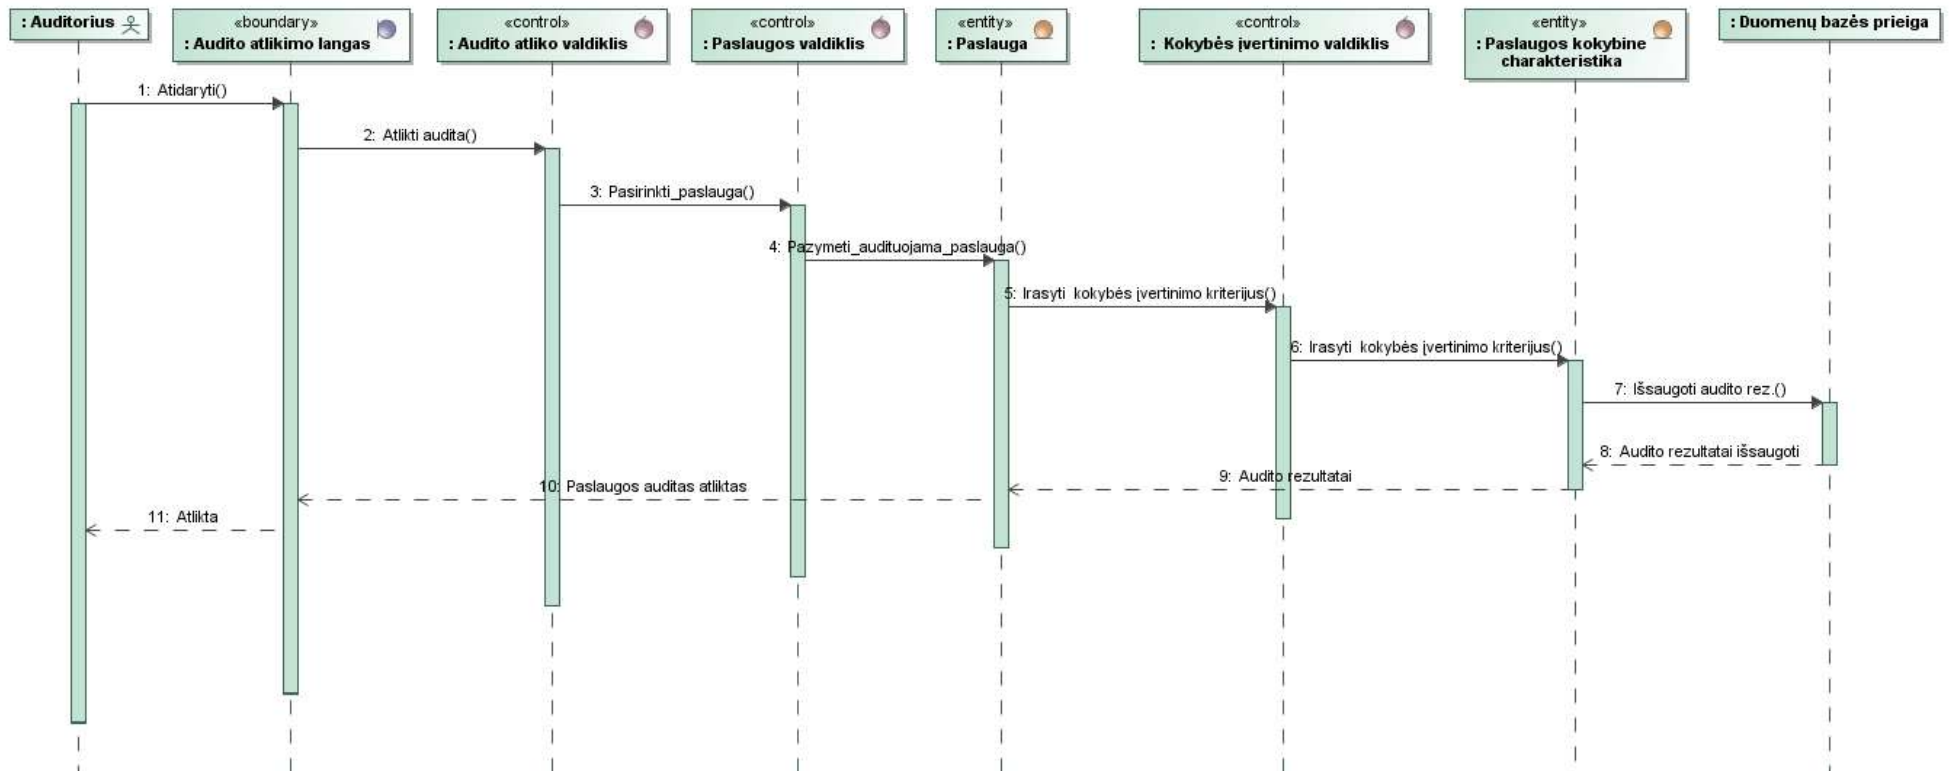 : Auditorius
«boundary»
: Audito atlikimo langas
«control»
: Audito atliko valdiklis
«control»
: Paslaugos valdiklis
«entity»
: Paslauga
«control»
: Kokybės įvertinimo valdiklis
«entity»
: Paslaugos kokybine
charakteristika
: Duomenų bazės prieiga
1: Atidaryti()
2: Atlikti audita()
3: Pasirinkti_paslauga()
4: Pazymeti_audituojama_paslauga()
5: Irasyti kokybės įvertinimo kriterijus()
6: Irasyti kokybės įvertinimo kriterijus()
7: Išsaugoti audito rez.()
8: Audito rezultatai išsaugoti
9: Audito rezultatai
10: Paslaugos auditas atliktas
11: Atlikta